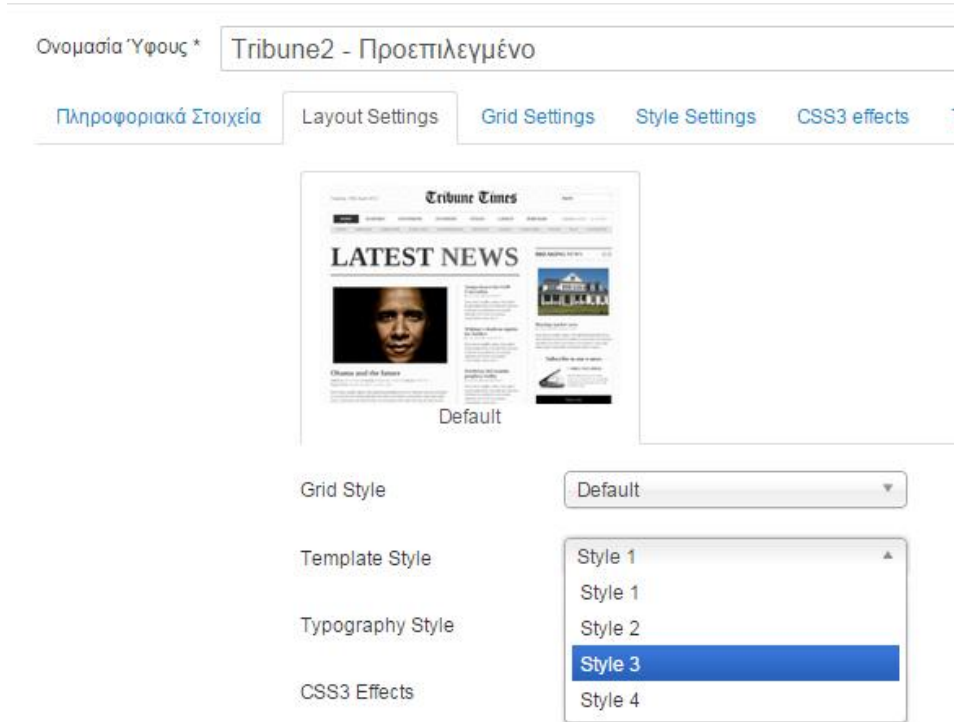 Ονομασία Ύφους * Tribune2 - Προεπιλεγμένο
Πληροφοριακά Στοιχεία Layout Settings Grid Settings Style Settings CSS3 effects
Tribune Times
LATEST NEWS
BREAKING NEWS
Obama and the future
Default
Grid Style Default
Template Style Style 1
Style 1
Typography Style Style 2
Style 3
CSS3 Effects Style 4